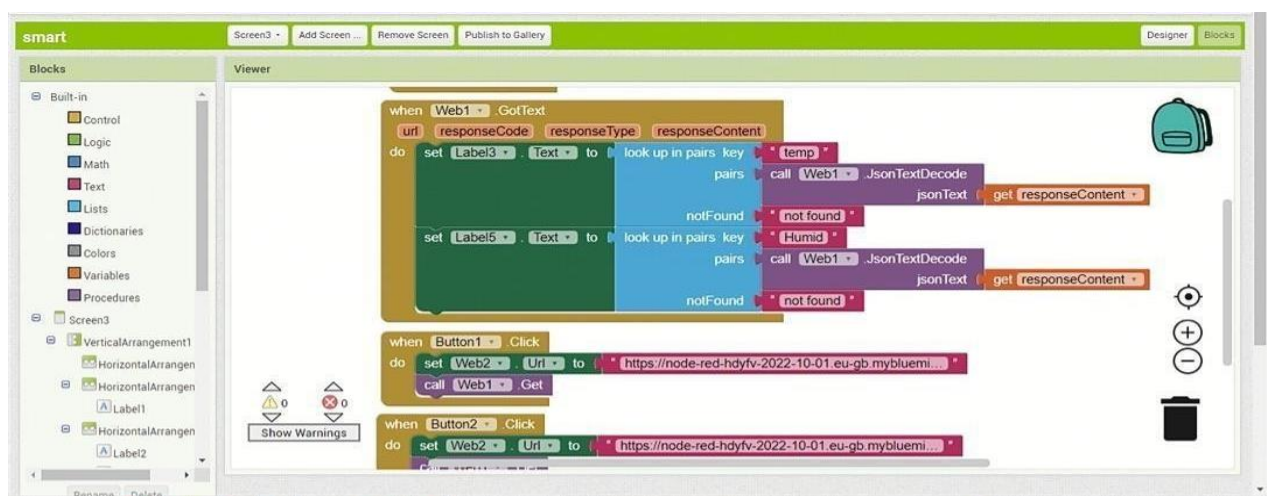 smart
Screen3
Add Screen ...
Remove Screen
Publish to Gallery
Designer
Blocks
Blocks
Viewer
Built-in
Control
Logic
Math
Text
Lists
Dictionaries
Colors
Variables
Procedures
Screen3
VerticalArrangement1
HorizontalArrangen
HorizontalArrangen
Label1
HorizontalArrangen
Label2
Rename Delete
when Web1 .GotText
url responseCode responseType responseContent
do set Label3 . Text to look up in pairs key " temp "
pairs call Web1 .JsonTextDecode
jsonText get responseContent
notFound " not found "
set Label5 . Text to look up in pairs key " Humid "
pairs call Web1 .JsonTextDecode
jsonText get responseContent
notFound " not found "
when Button1 .Click
do set Web2 . Url to " https://node-red-hdyfv-2022-10-01.eu-gb.mybluemi... "
call Web1 .Get
when Button2 .Click
do set Web2 . Url to " https://node-red-hdyfv-2022-10-01.eu-gb.mybluemi... "
0 0
Show Warnings